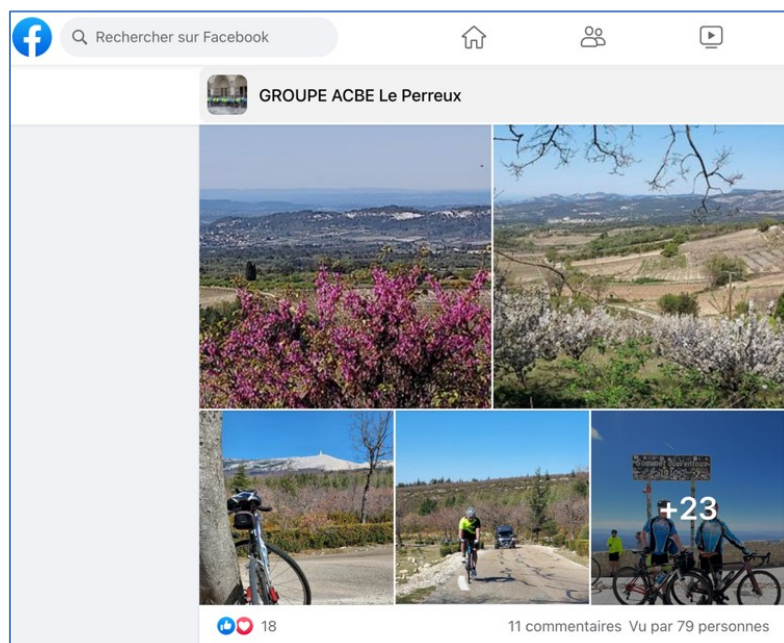 Rechercher sur Facebook
GROUPE ACBE Le Perreux
+23
18
11 commentaires Vu par 79 personnes